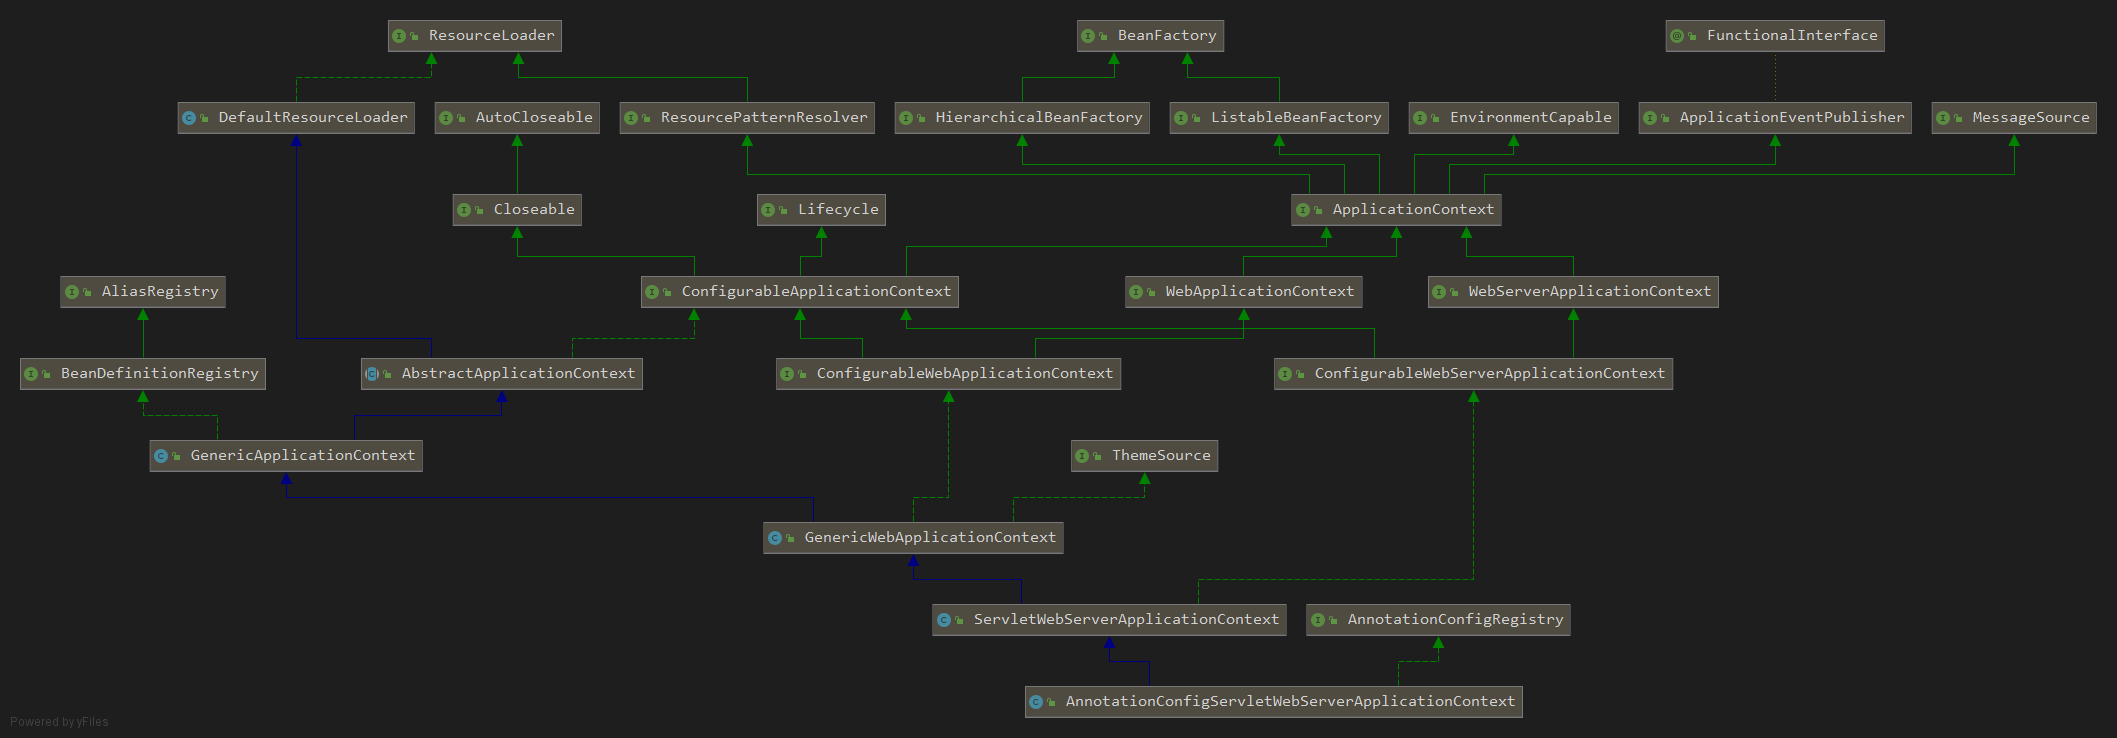 ResourceLoader
BeanFactory
FunctionalInterface
DefaultResourceLoader
AutoCloseable
ResourcePatternResolver
HierarchicalBeanFactory
ListableBeanFactory
EnvironmentCapable
ApplicationEventPublisher
MessageSource
Closeable
Lifecycle
ApplicationContext
AliasRegistry
ConfigurableApplicationContext
WebApplicationContext
WebServerApplicationContext
BeanDefinitionRegistry
AbstractApplicationContext
ConfigurableWebApplicationContext
ConfigurableWebServerApplicationContext
GenericApplicationContext
ThemeSource
GenericWebApplicationContext
ServletWebServerApplicationContext
AnnotationConfigRegistry
AnnotationConfigServletWebServerApplicationContext
Powered by yFiles